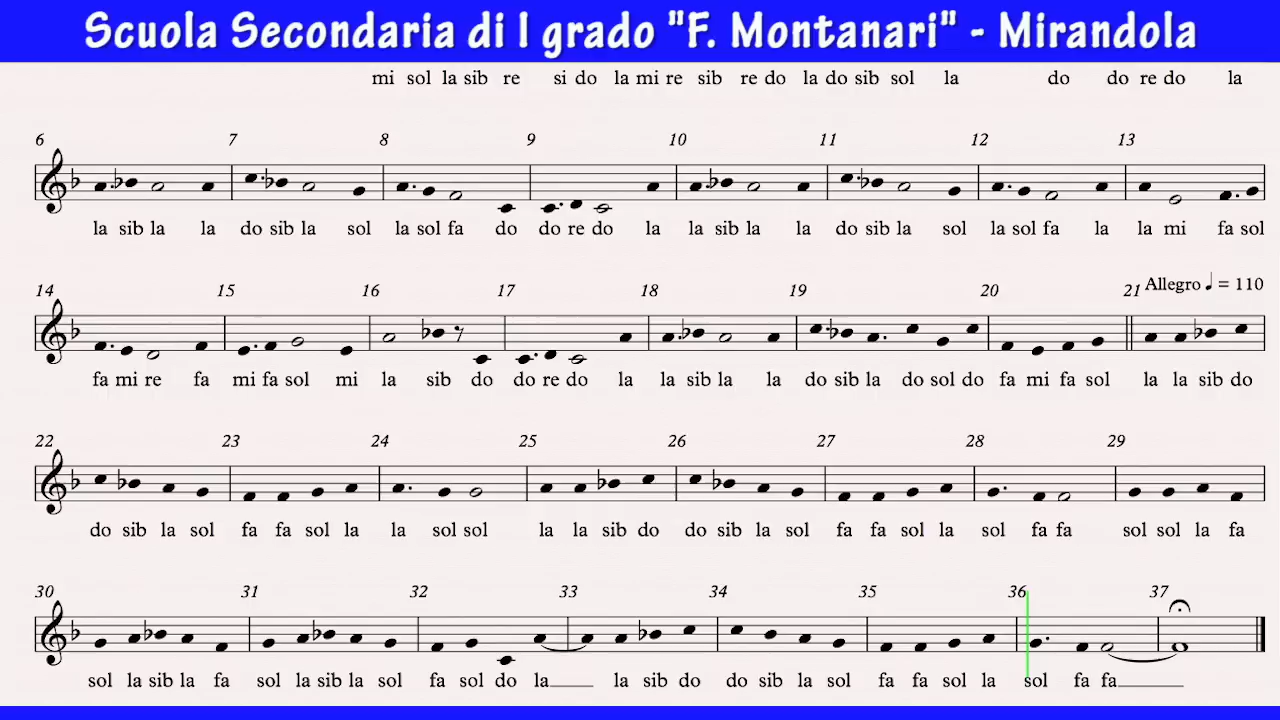 Scuola Secondaria di I grado "F. Montanari" - Mirandola
mi sol la sib re si do la mi re sib re do la do sib sol la do do re do la
6 7 8 9 10 11 12 13
la sib la la do sib la sol la sol fa do do re do la la sib la la do sib la sol la sol fa la la mi fa sol
14 15 16 17 18 19 20 21 Allegro ♩ = 110
fa mi re fa mi fa sol mi la sib do do re do la la sib la la do sib la do sol do fa mi fa sol la la sib do
22 23 24 25 26 27 28 29
do sib la sol fa fa sol la la sol sol la la sib do do sib la sol fa fa sol la sol fa fa sol sol la fa
30 31 32 33 34 35 36 37
sol la sib la fa sol la sib la sol fa sol do la la sib do do sib la sol fa fa sol la sol fa fa